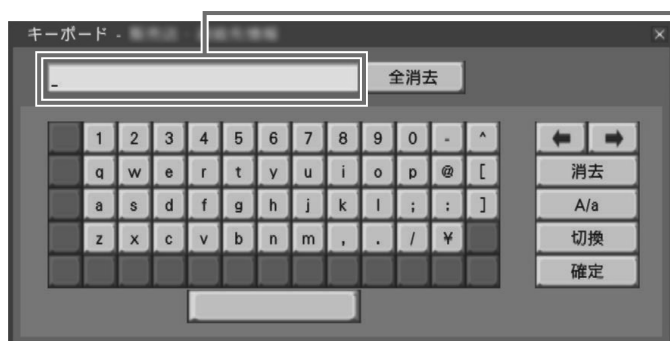 キーボード -
_
全消去
1 2 3 4 5 6 7 8 9 0 - ^
q w e r t y u i o p @ [
消去
a s d f g h j k l ; : ]
A/a
z x c v b n m , . / ¥
切換
確定